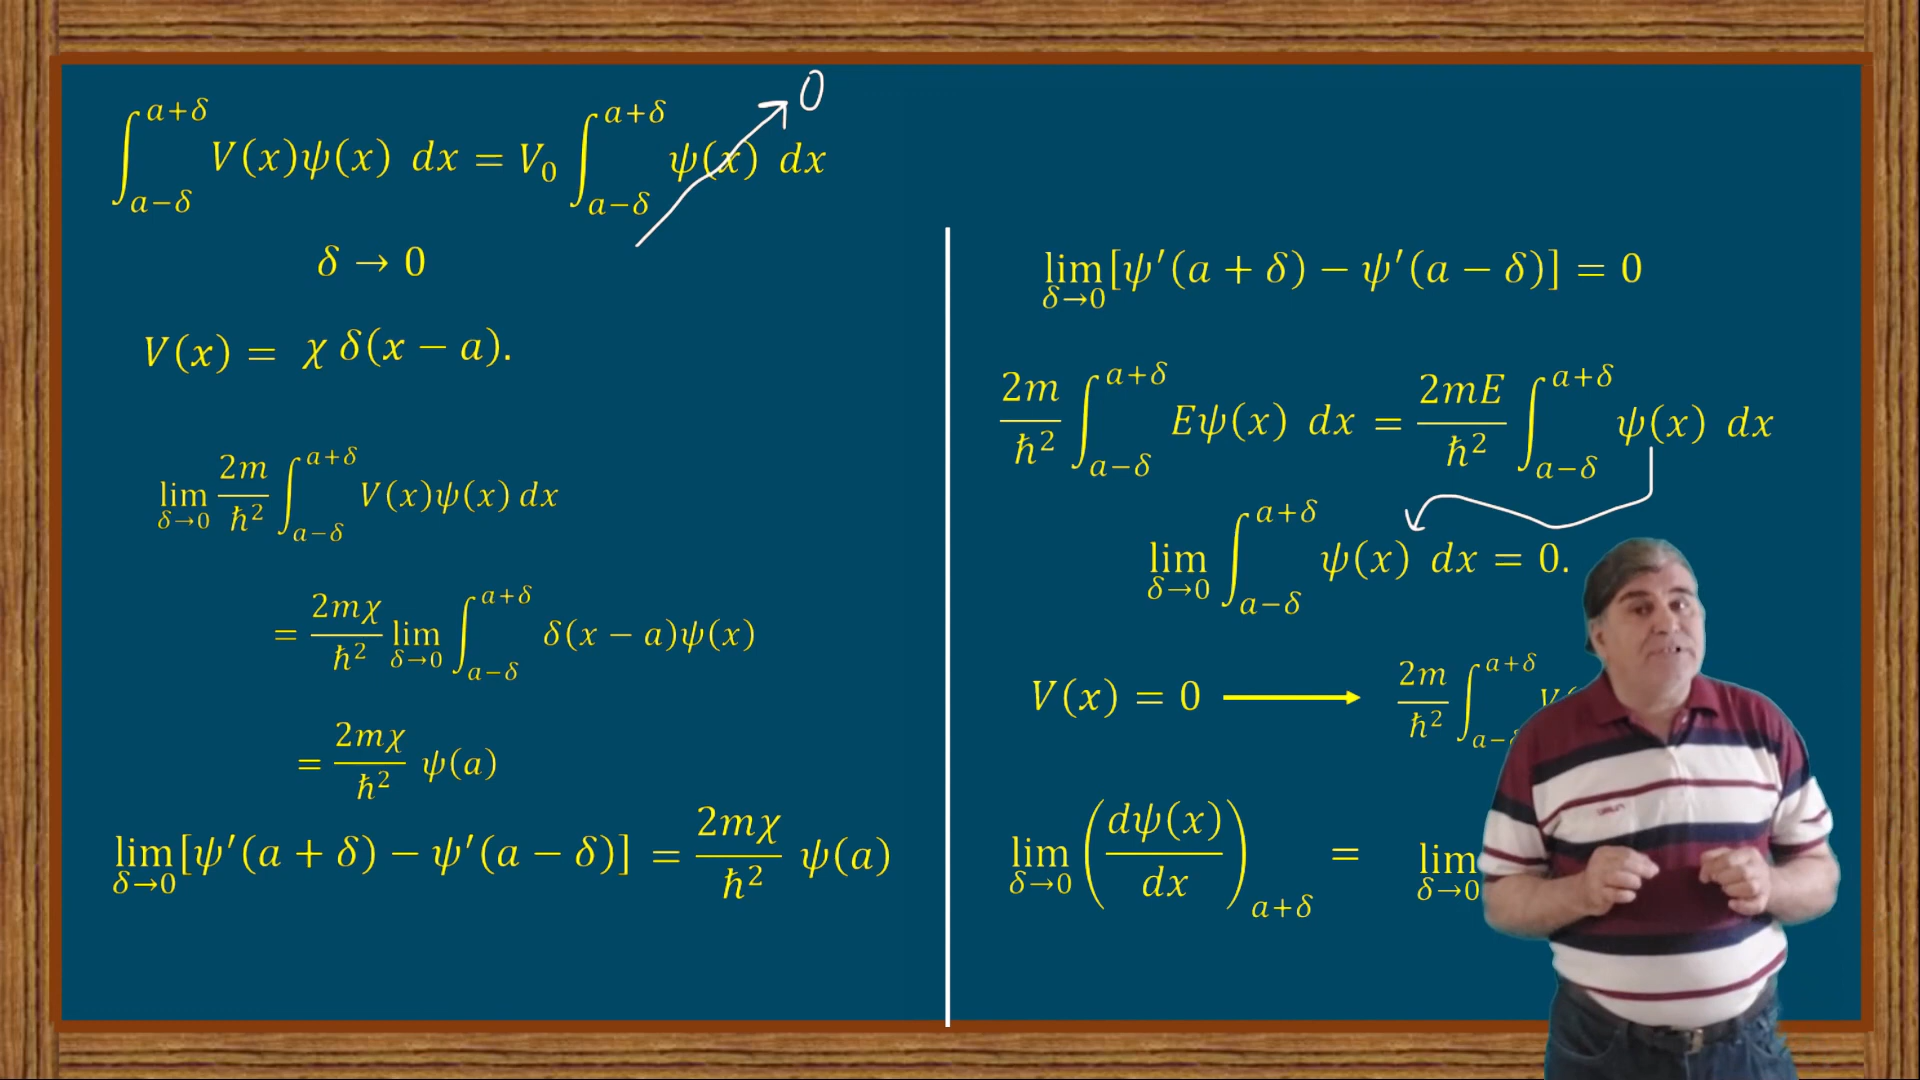 ∫_{a−δ}^{a+δ} V(x)ψ(x) dx = V₀ ∫_{a−δ}^{a+δ} ψ(x) dx 0
δ → 0
V(x) = χ δ(x − a).
lim_{δ→0} 2m/ħ² ∫_{a−δ}^{a+δ} V(x)ψ(x) dx
= 2mχ/ħ² lim_{δ→0} ∫_{a−δ}^{a+δ} δ(x − a)ψ(x)
= 2mχ/ħ² ψ(a)
lim_{δ→0} [ψ′(a + δ) − ψ′(a − δ)] = 2mχ/ħ² ψ(a)
lim_{δ→0} [ψ′(a + δ) − ψ′(a − δ)] = 0
2m/ħ² ∫_{a−δ}^{a+δ} Eψ(x) dx = 2mE/ħ² ∫_{a−δ}^{a+δ} ψ(x) dx
lim_{δ→0} ∫_{a−δ}^{a+δ} ψ(x) dx = 0.
V(x) = 0 ⟶ 2m/ħ² ∫_{a−}^{a+δ}
lim_{δ→0} (dψ(x)/dx)_{a+δ} = lim_{δ→0}